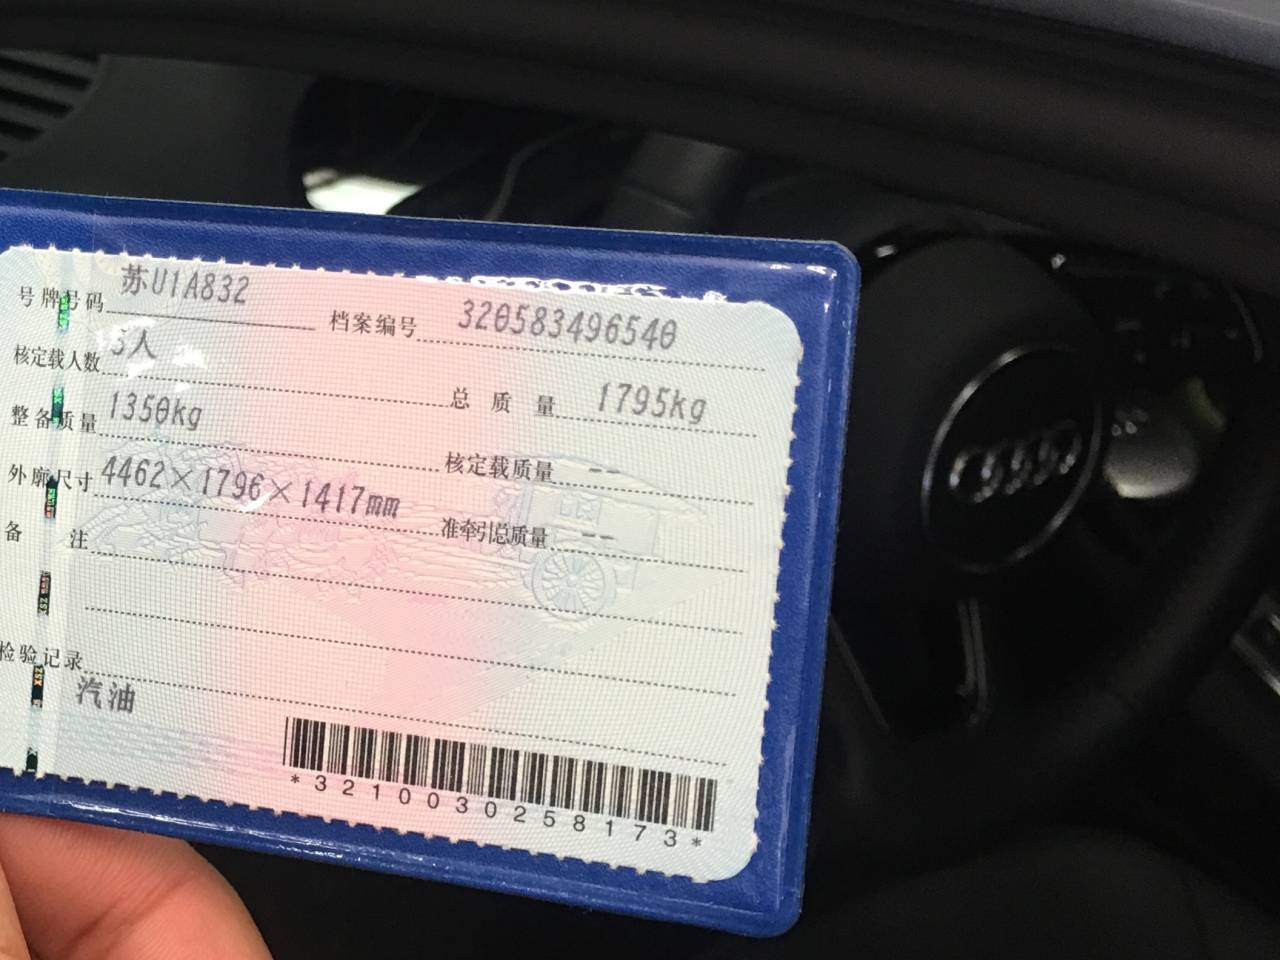 号牌号码 苏U1A832 档案编号 320583496540
核定载人数 5人 总质量 1795kg
整备质量 1350kg 核定载质量 --
外廓尺寸 4462×1796×1417mm 准牵引总质量 --
备注
检验记录
汽油
*3210030258173*